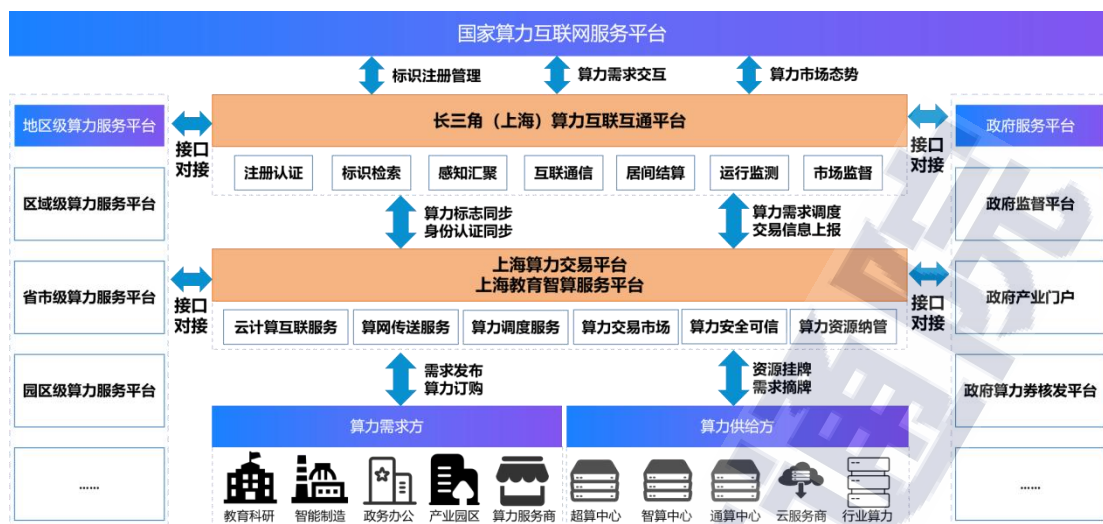 国家算力互联网服务平台
标识注册管理
算力需求交互
算力市场态势
地区级算力服务平台
区域级算力服务平台
省市级算力服务平台
园区级算力服务平台
......
接口
对接
接口
对接
长三角（上海）算力互联互通平台
注册认证
标识检索
感知汇聚
互联通信
居间结算
运行监测
市场监督
算力标志同步
身份认证同步
算力需求调度
交易信息上报
上海算力交易平台
上海教育智算服务平台
云计算互联服务
算网传送服务
算力调度服务
算力交易市场
算力安全可信
算力资源纳管
需求发布
算力订购
资源挂牌
需求摘牌
算力需求方
教育科研
智能制造
政务办公
产业园区
算力服务商
算力供给方
超算中心
智算中心
通算中心
云服务商
行业算力
接口
对接
接口
对接
政府服务平台
政府监督平台
政府产业门户
政府算力券核发平台
......